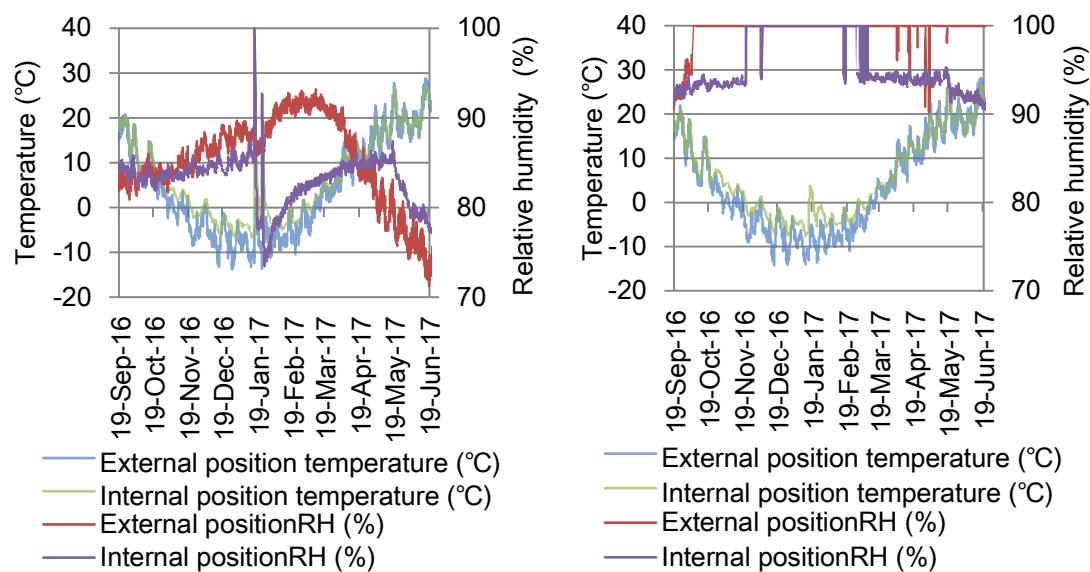 40
30
20
10
0
-10
-20
Temperature (°C)
100
90
80
70
Relative humidity (%)
19-Sep-16
19-Oct-16
19-Nov-16
19-Dec-16
19-Jan-17
19-Feb-17
19-Mar-17
19-Apr-17
19-May-17
19-Jun-17
External position temperature (°C)
Internal position temperature (°C)
External positionRH (%)
Internal positionRH (%)
40
30
20
10
0
-10
-20
Temperature (°C)
100
90
80
70
Relative humidity (%)
19-Sep-16
19-Oct-16
19-Nov-16
19-Dec-16
19-Jan-17
19-Feb-17
19-Mar-17
19-Apr-17
19-May-17
19-Jun-17
External position temperature (°C)
Internal position temperature (°C)
External positionRH (%)
Internal positionRH (%)